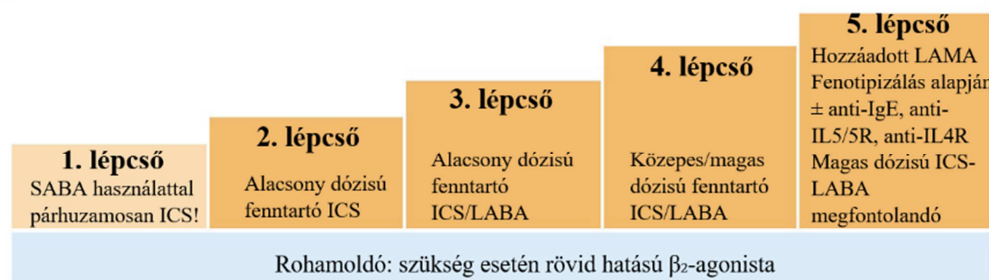 1. lépcső
SABA használattal
párhuzamosan ICS!
2. lépcső
Alacsony dózisú
fenntartó ICS
3. lépcső
Alacsony dózisú
fenntartó
ICS/LABA
4. lépcső
Közepes/magas
dózisú fenntartó
ICS/LABA
5. lépcső
Hozzáadott LAMA
Fenotipizálás alapján
± anti-IgE, anti-
IL5/5R, anti-IL4R
Magas dózisú ICS-
LABA
megfontolandó
Rohamoldó: szükség esetén rövid hatású β₂-agonista